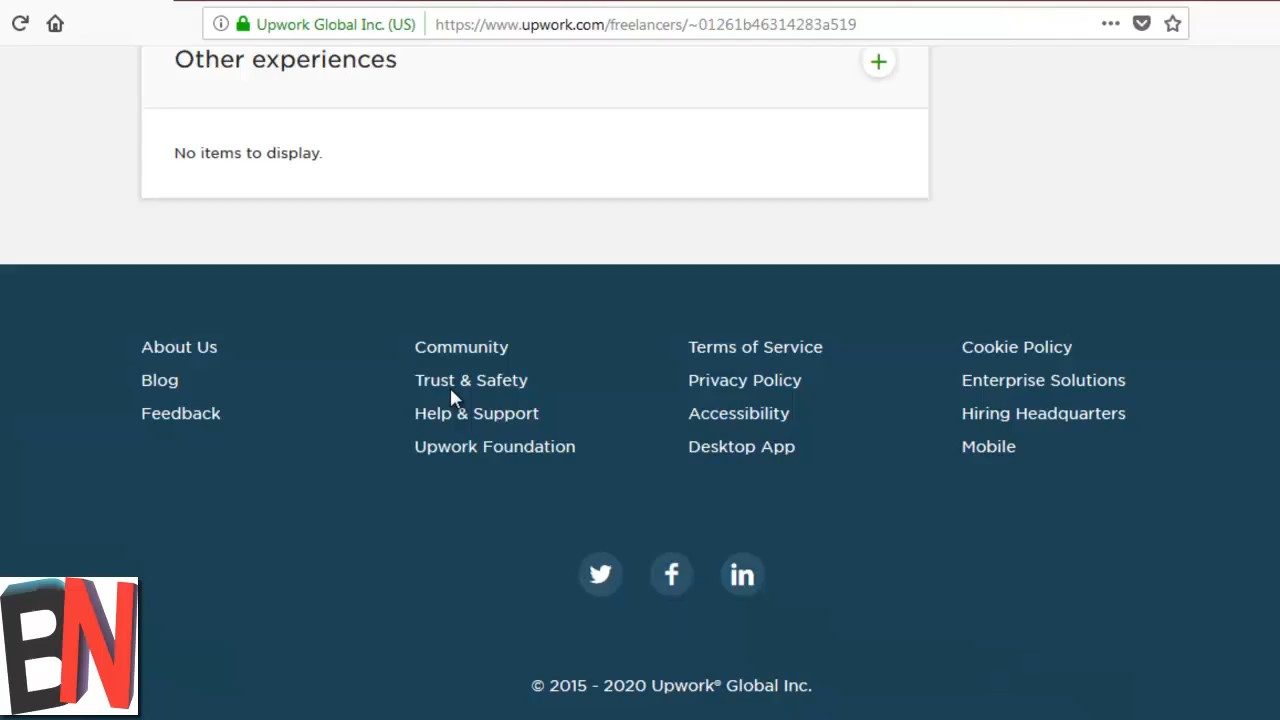 Upwork Global Inc. (US) https://www.upwork.com/freelancers/~01261b46314283a519
Other experiences
No items to display.
About Us
Blog
Feedback
Community
Trust & Safety
Help & Support
Upwork Foundation
Terms of Service
Privacy Policy
Accessibility
Desktop App
Cookie Policy
Enterprise Solutions
Hiring Headquarters
Mobile
© 2015 - 2020 Upwork® Global Inc.
BN